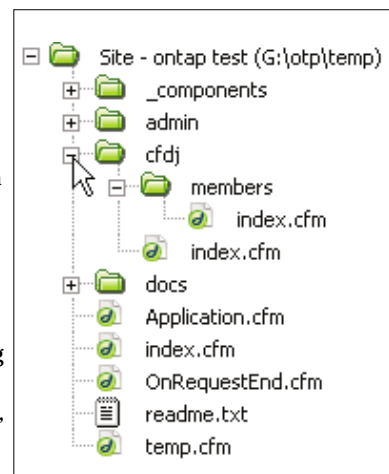 Site - ontap test (G:\otp\temp)
_components
admin
cfdj
members
index.cfm
index.cfm
docs
Application.cfm
index.cfm
OnRequestEnd.cfm
readme.txt
temp.cfm